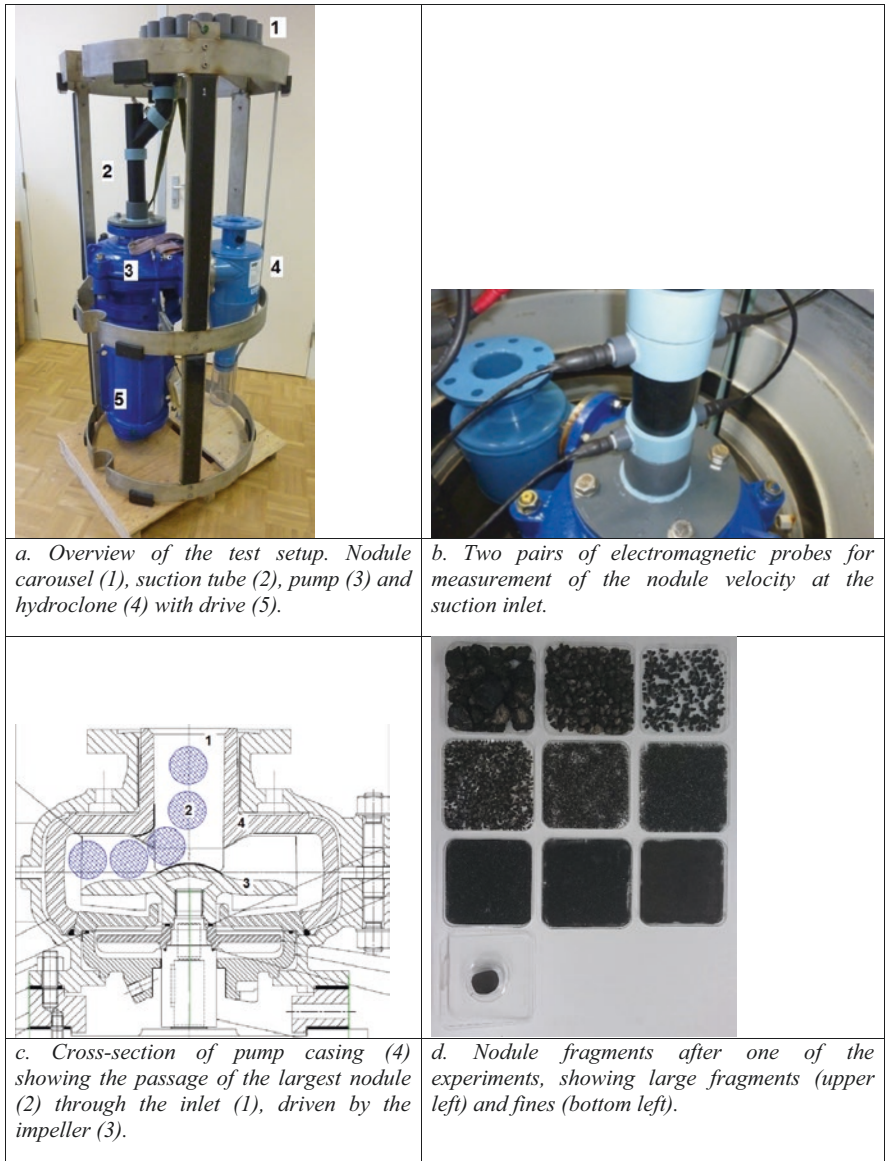 1
2
3
4
5
a. Overview of the test setup. Nodule
carousel (1), suction tube (2), pump (3) and
hydroclone (4) with drive (5).
b. Two pairs of electromagnetic probes for
measurement of the nodule velocity at the
suction inlet.
1
2
4
3
c. Cross-section of pump casing (4)
showing the passage of the largest nodule
(2) through the inlet (1), driven by the
impeller (3).
d. Nodule fragments after one of the
experiments, showing large fragments (upper
left) and fines (bottom left).